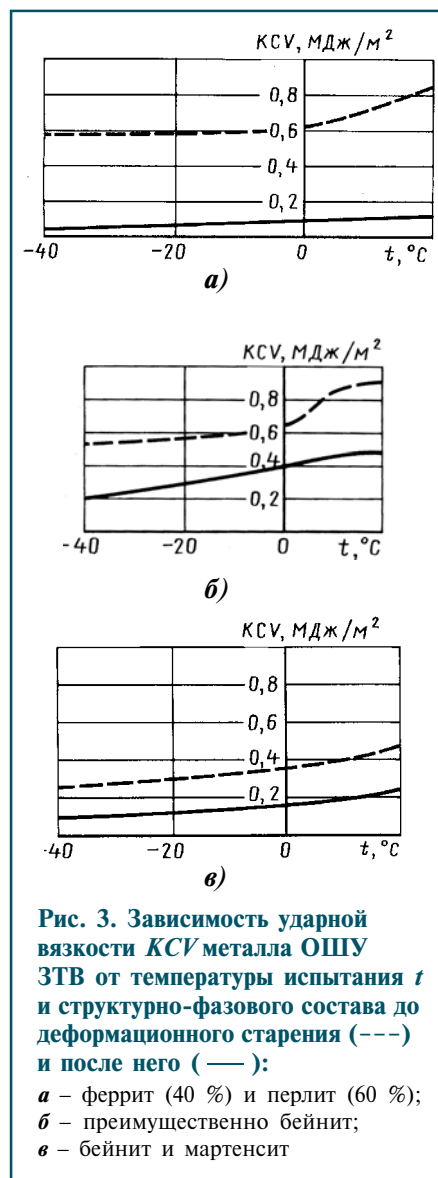 KCV, МДж/м²
0,8
0,6
0,4
0,2
-40 -20 0 t, °C
а)
KCV, МДж/м²
0,8
0,6
0,4
0,2
-40 -20 0 t, °C
б)
KCV, МДж/м²
0,8
0,6
0,4
0,2
-40 -20 0 t, °C
в)
Рис. 3. Зависимость ударной
вязкости KCV металла ОШУ
ЗТВ от температуры испытания t
и структурно-фазового состава до
деформационного старения (---)
и после него ( — ):
а – феррит (40 %) и перлит (60 %);
б – преимущественно бейнит;
в – бейнит и мартенсит